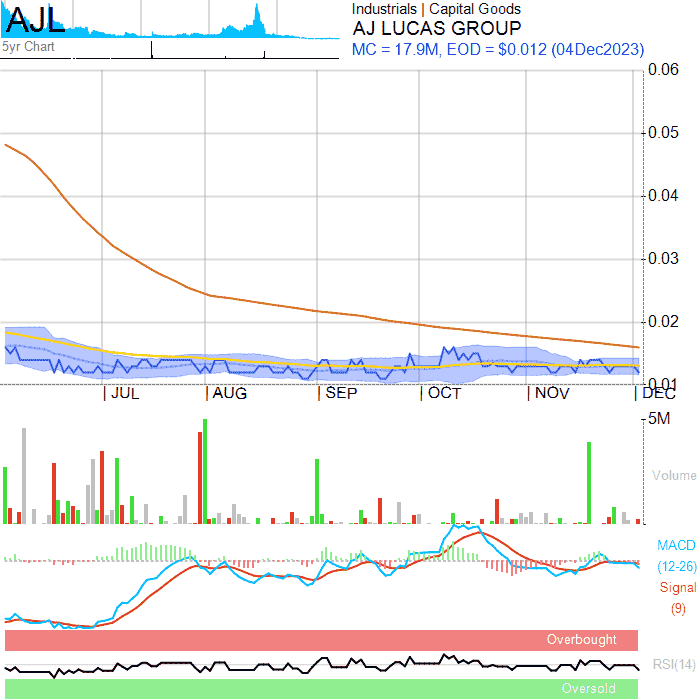 AJL
5yr Chart
Industrials | Capital Goods
AJ LUCAS GROUP
MC = 17.9M, EOD = $0.012 (04Dec2023)
0.06
0.05
0.04
0.03
0.02
0.01
JUL AUG SEP OCT NOV DEC
5M
Volume
MACD
(12-26)
Signal
(9)
Overbought
RSI(14)
Oversold